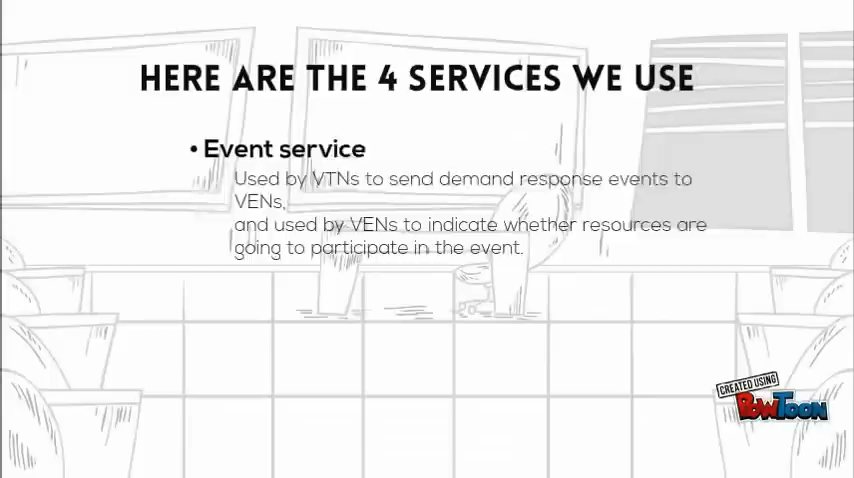 HERE ARE THE 4 SERVICES WE USE
• Event service
Used by VTNs to send demand response events to
VENs,
and used by VENs to indicate whether resources are
going to participate in the event.
CREATED USING
POWTOON